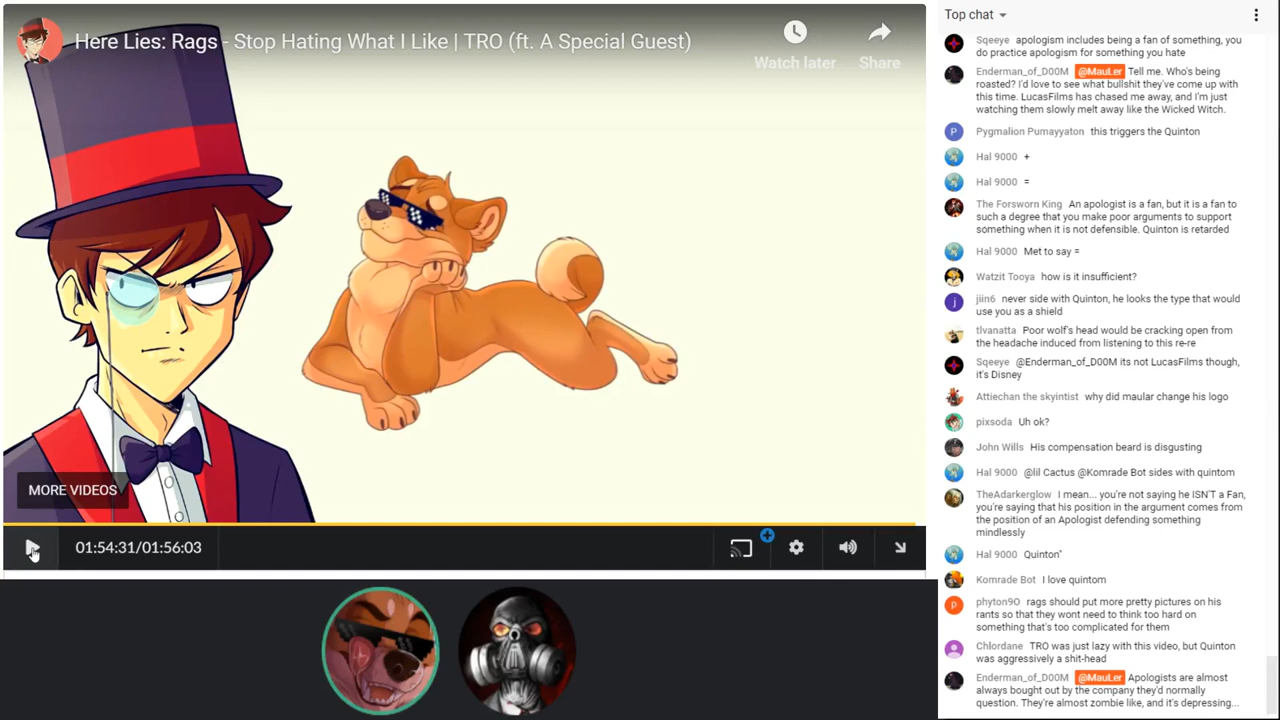 Here Lies: Rags - Stop Hating What I Like | TRO (ft. A Special Guest)
Watch later
Share
MORE VIDEOS
01:54:31/01:56:03
Top chat
Sqeeye apologism includes being a fan of something, you
do practice apologism for something you hate
Enderman_of_D00M @MauLer Tell me. Who's being
roasted? I'd love to see what bullshit they've come up with
this time. LucasFilms has chased me away, and I'm just
watching them slowly melt away like the Wicked Witch.
P
Pygmalion Pumayyaton this triggers the Quinton
Hal 9000 +
Hal 9000 =
The Forsworn King An apologist is a fan, but it is a fan to
such a degree that you make poor arguments to support
something when it is not defensible. Quinton is retarded
Hal 9000 Met to say =
Watzit Tooya how is it insufficient?
j
jiin6 never side with Quinton, he looks the type that would
use you as a shield
tlvanatta Poor wolf's head would be cracking open from
the headache induced from listening to this re-re
Sqeeye @Enderman_of_D00M its not LucasFilms though,
it's Disney
Attiechan the skyintist why did maular change his logo
pixsoda Uh ok?
John Wills His compensation beard is disgusting
Hal 9000 @lil Cactus @Komrade Bot sides with quintom
TheAdarkerglow I mean... you're not saying he ISN'T a Fan,
you're saying that his position in the argument comes from
the position of an Apologist defending something
mindlessly
Hal 9000 Quinton"
Komrade Bot I love quintom
P
phyton9O rags should put more pretty pictures on his
rants so that they wont need to think too hard on
something that's too complicated for them
Chlordane TRO was just lazy with this video, but Quinton
was aggressively a shit-head
Enderman_of_D00M @MauLer Apologists are almost
always bought out by the company they'd normally
question. They're almost zombie like, and it's depressing...